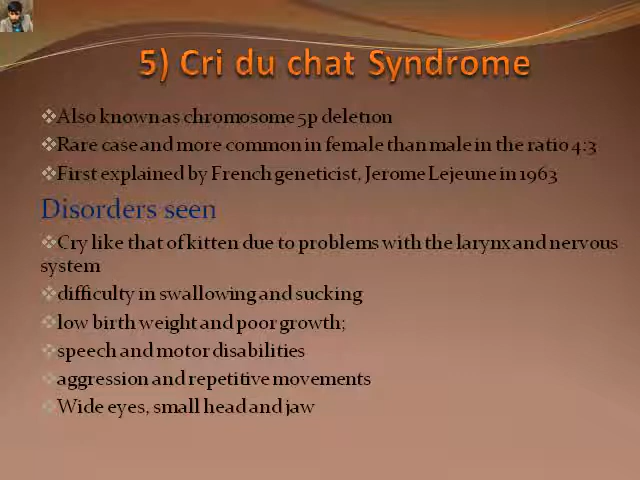 5) Cri du chat Syndrome
Also known as chromosome 5p deletion
Rare case and more common in female than male in the ratio 4:3
First explained by French geneticist, Jerome Lejeune in 1963
Disorders seen
Cry like that of kitten due to problems with the larynx and nervous
system
difficulty in swallowing and sucking
low birth weight and poor growth;
speech and motor disabilities
aggression and repetitive movements
Wide eyes, small head and jaw